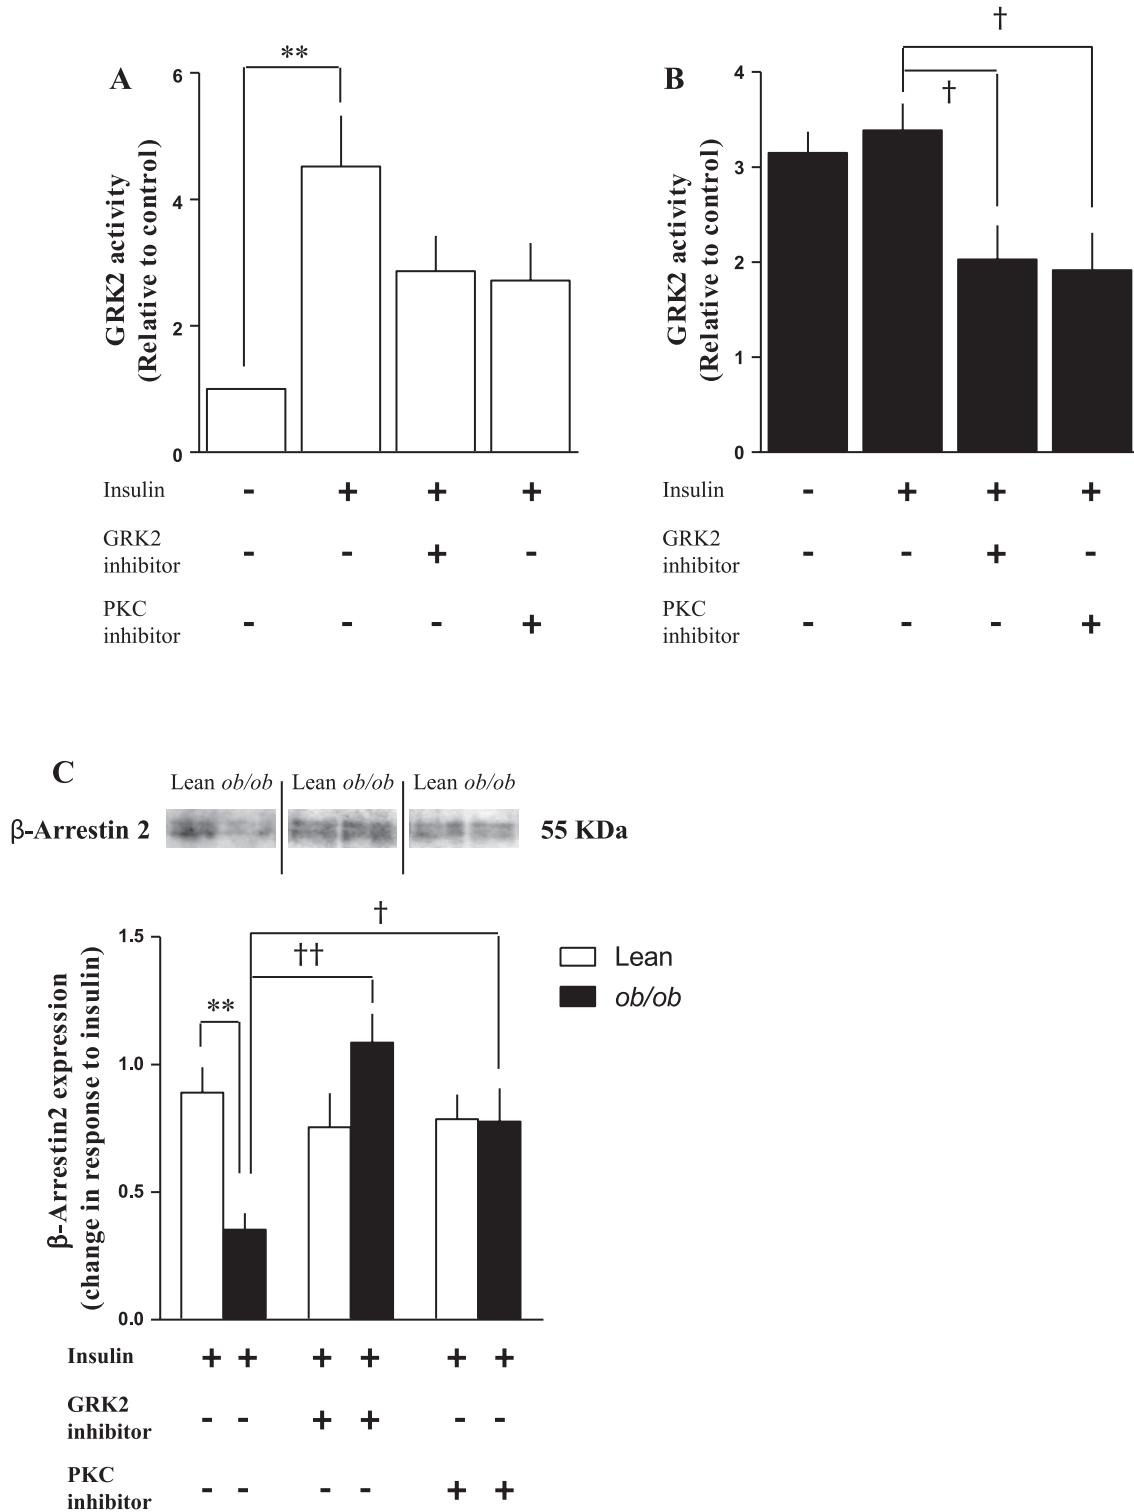 A
**
GRK2 activity
(Relative to control)
6
4
2
0
Insulin - + + +
GRK2
inhibitor - - + -
PKC
inhibitor - - - +
B
†
†
GRK2 activity
(Relative to control)
4
3
2
1
0
Insulin - + + +
GRK2
inhibitor - - + -
PKC
inhibitor - - - +
C
Lean ob/ob Lean ob/ob Lean ob/ob
β-Arrestin 2 55 KDa
†
††
**
β-Arrestin2 expression
(change in response to insulin)
1.5
1.0
0.5
0.0
Lean
ob/ob
Insulin + + + + + +
GRK2
inhibitor - - + + - -
PKC
inhibitor - - - - + +